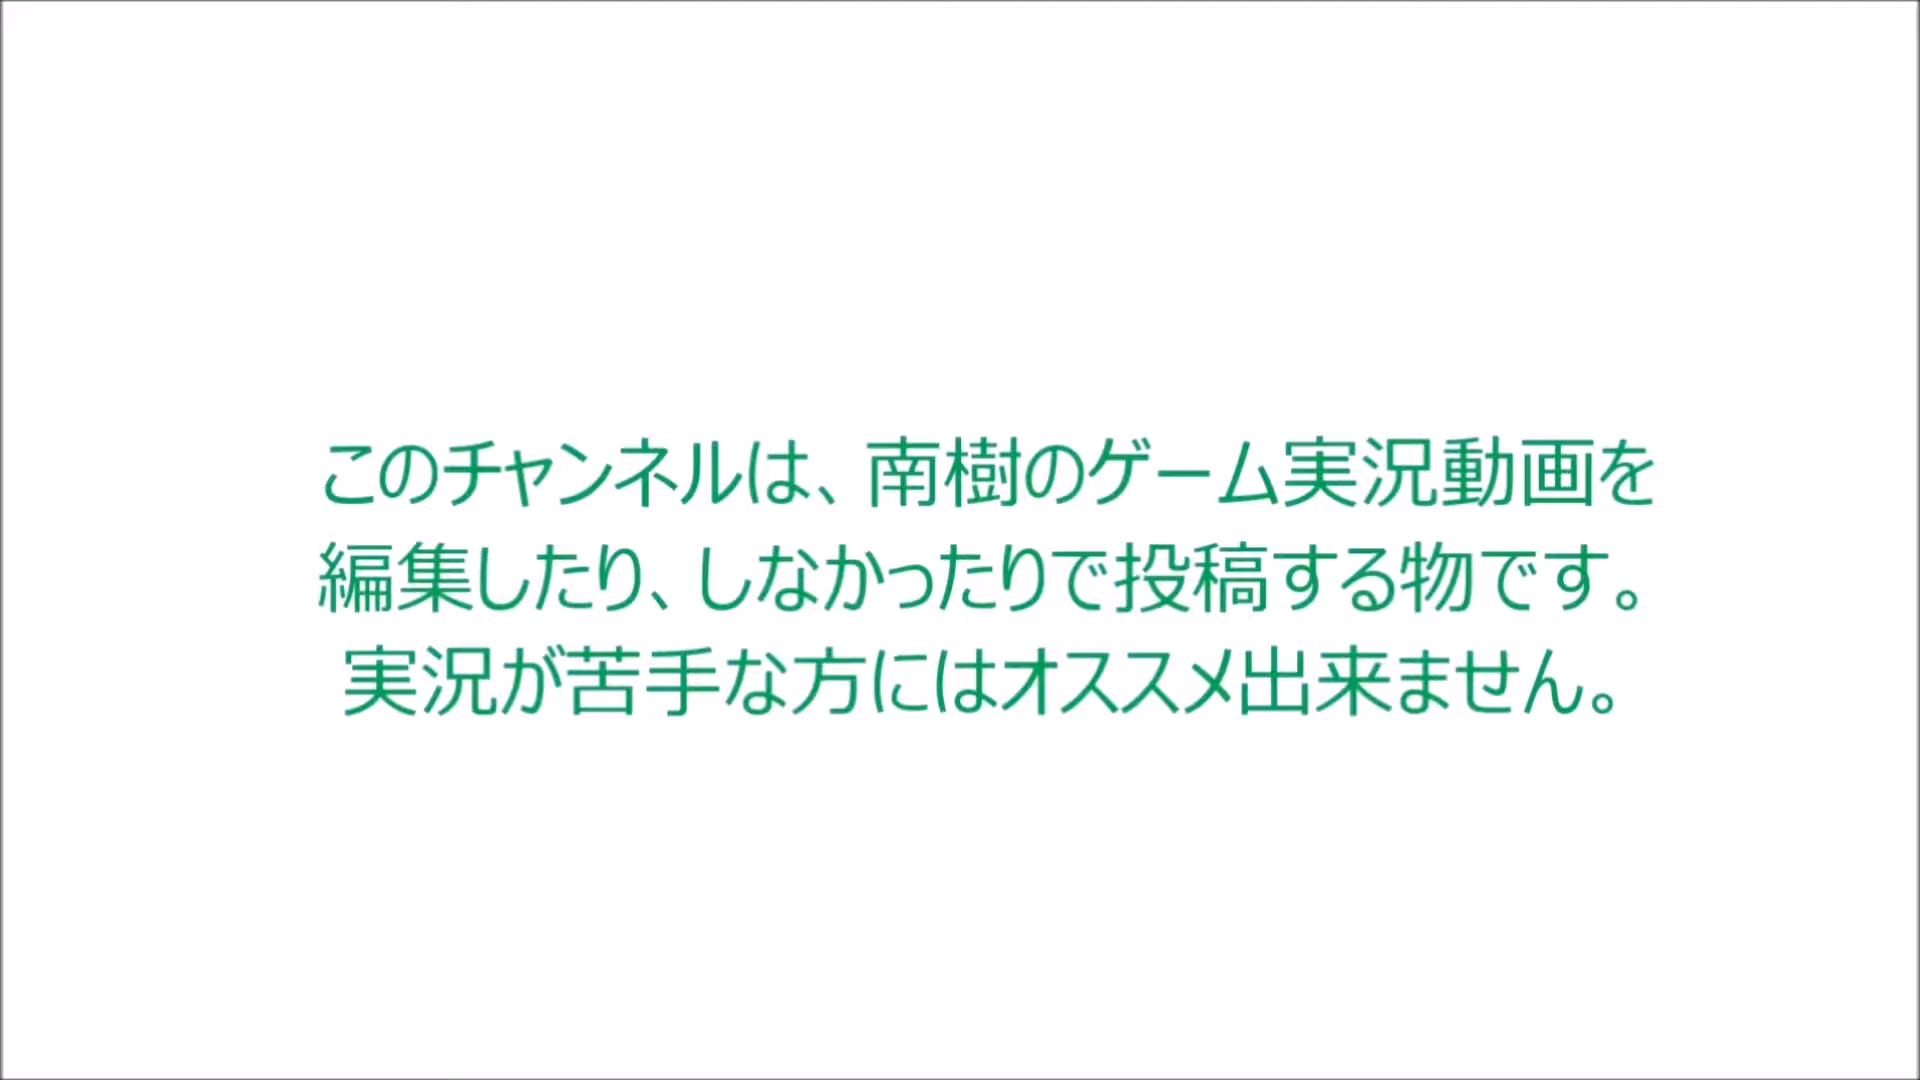 このチャンネルは、南樹のゲーム実況動画を
編集したり、しなかったりで投稿する物です。
実況が苦手な方にはオススメ出来ません。